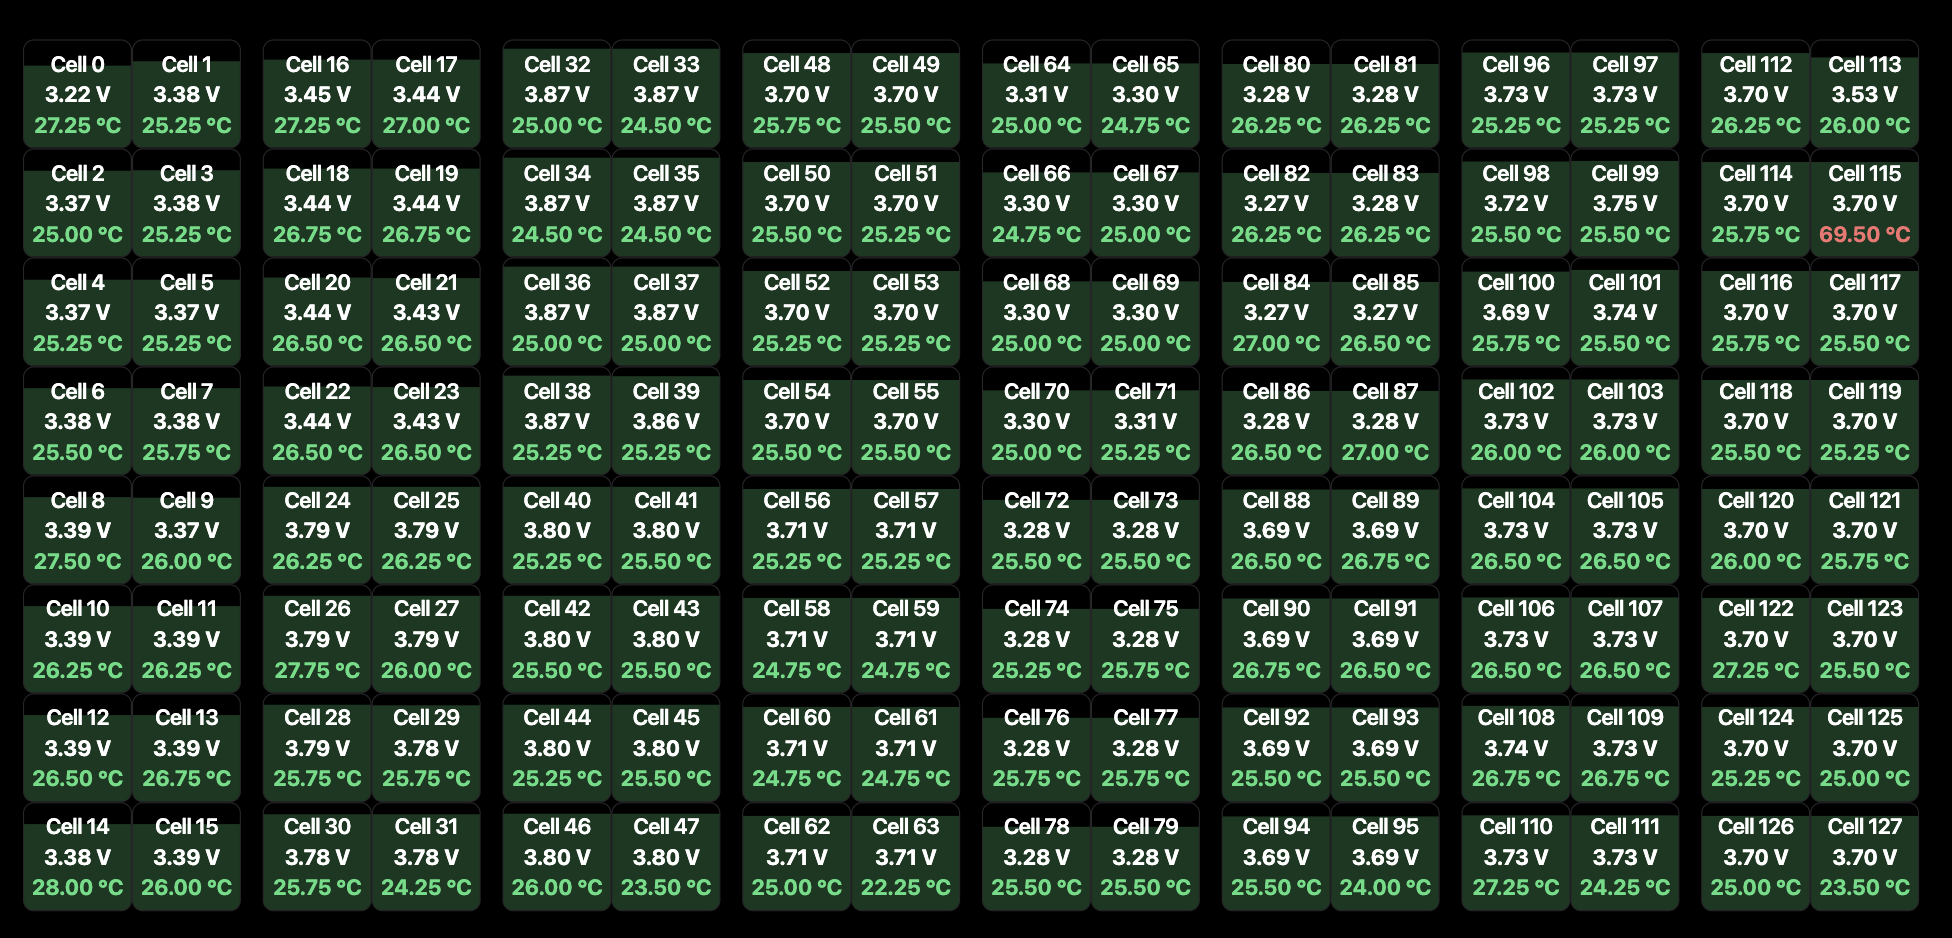 Cell 0 Cell 1 Cell 16 Cell 17 Cell 32 Cell 33 Cell 48 Cell 49 Cell 64 Cell 65 Cell 80 Cell 81 Cell 96 Cell 97 Cell 112 Cell 113
3.22 V 3.38 V 3.45 V 3.44 V 3.87 V 3.87 V 3.70 V 3.70 V 3.31 V 3.30 V 3.28 V 3.28 V 3.73 V 3.73 V 3.70 V 3.53 V
27.25 °C 25.25 °C 27.25 °C 27.00 °C 25.00 °C 24.50 °C 25.75 °C 25.50 °C 25.00 °C 24.75 °C 26.25 °C 26.25 °C 25.25 °C 25.25 °C 26.25 °C 26.00 °C
Cell 2 Cell 3 Cell 18 Cell 19 Cell 34 Cell 35 Cell 50 Cell 51 Cell 66 Cell 67 Cell 82 Cell 83 Cell 98 Cell 99 Cell 114 Cell 115
3.37 V 3.38 V 3.44 V 3.44 V 3.87 V 3.87 V 3.70 V 3.70 V 3.30 V 3.30 V 3.27 V 3.28 V 3.72 V 3.75 V 3.70 V 3.70 V
25.00 °C 25.25 °C 26.75 °C 26.75 °C 24.50 °C 24.50 °C 25.50 °C 25.25 °C 24.75 °C 25.00 °C 26.25 °C 26.25 °C 25.50 °C 25.50 °C 25.75 °C 69.50 °C
Cell 4 Cell 5 Cell 20 Cell 21 Cell 36 Cell 37 Cell 52 Cell 53 Cell 68 Cell 69 Cell 84 Cell 85 Cell 100 Cell 101 Cell 116 Cell 117
3.37 V 3.37 V 3.44 V 3.43 V 3.87 V 3.87 V 3.70 V 3.70 V 3.30 V 3.30 V 3.27 V 3.27 V 3.69 V 3.74 V 3.70 V 3.70 V
25.25 °C 25.25 °C 26.50 °C 26.50 °C 25.00 °C 25.00 °C 25.25 °C 25.25 °C 25.00 °C 25.00 °C 27.00 °C 26.50 °C 25.75 °C 25.50 °C 25.75 °C 25.50 °C
Cell 6 Cell 7 Cell 22 Cell 23 Cell 38 Cell 39 Cell 54 Cell 55 Cell 70 Cell 71 Cell 86 Cell 87 Cell 102 Cell 103 Cell 118 Cell 119
3.38 V 3.38 V 3.44 V 3.43 V 3.87 V 3.86 V 3.70 V 3.70 V 3.30 V 3.31 V 3.28 V 3.28 V 3.73 V 3.73 V 3.70 V 3.70 V
25.50 °C 25.75 °C 26.50 °C 26.50 °C 25.25 °C 25.25 °C 25.50 °C 25.50 °C 25.00 °C 25.25 °C 26.50 °C 27.00 °C 26.00 °C 26.00 °C 25.50 °C 25.25 °C
Cell 8 Cell 9 Cell 24 Cell 25 Cell 40 Cell 41 Cell 56 Cell 57 Cell 72 Cell 73 Cell 88 Cell 89 Cell 104 Cell 105 Cell 120 Cell 121
3.39 V 3.37 V 3.79 V 3.79 V 3.80 V 3.80 V 3.71 V 3.71 V 3.28 V 3.28 V 3.69 V 3.69 V 3.73 V 3.73 V 3.70 V 3.70 V
27.50 °C 26.00 °C 26.25 °C 26.25 °C 25.25 °C 25.50 °C 25.25 °C 25.25 °C 25.50 °C 25.50 °C 26.50 °C 26.75 °C 26.50 °C 26.50 °C 26.00 °C 25.75 °C
Cell 10 Cell 11 Cell 26 Cell 27 Cell 42 Cell 43 Cell 58 Cell 59 Cell 74 Cell 75 Cell 90 Cell 91 Cell 106 Cell 107 Cell 122 Cell 123
3.39 V 3.39 V 3.79 V 3.79 V 3.80 V 3.80 V 3.71 V 3.71 V 3.28 V 3.28 V 3.69 V 3.69 V 3.73 V 3.73 V 3.70 V 3.70 V
26.25 °C 26.25 °C 27.75 °C 26.00 °C 25.50 °C 25.50 °C 24.75 °C 24.75 °C 25.25 °C 25.75 °C 26.75 °C 26.50 °C 26.50 °C 26.50 °C 27.25 °C 25.50 °C
Cell 12 Cell 13 Cell 28 Cell 29 Cell 44 Cell 45 Cell 60 Cell 61 Cell 76 Cell 77 Cell 92 Cell 93 Cell 108 Cell 109 Cell 124 Cell 125
3.39 V 3.39 V 3.79 V 3.78 V 3.80 V 3.80 V 3.71 V 3.71 V 3.28 V 3.28 V 3.69 V 3.69 V 3.74 V 3.73 V 3.70 V 3.70 V
26.50 °C 26.75 °C 25.75 °C 25.75 °C 25.25 °C 25.50 °C 24.75 °C 24.75 °C 25.75 °C 25.75 °C 25.50 °C 25.50 °C 26.75 °C 26.75 °C 25.25 °C 25.00 °C
Cell 14 Cell 15 Cell 30 Cell 31 Cell 46 Cell 47 Cell 62 Cell 63 Cell 78 Cell 79 Cell 94 Cell 95 Cell 110 Cell 111 Cell 126 Cell 127
3.38 V 3.39 V 3.78 V 3.78 V 3.80 V 3.80 V 3.71 V 3.71 V 3.28 V 3.28 V 3.69 V 3.69 V 3.73 V 3.73 V 3.70 V 3.70 V
28.00 °C 26.00 °C 25.75 °C 24.25 °C 26.00 °C 23.50 °C 25.00 °C 22.25 °C 25.50 °C 25.50 °C 25.50 °C 24.00 °C 27.25 °C 24.25 °C 25.00 °C 23.50 °C